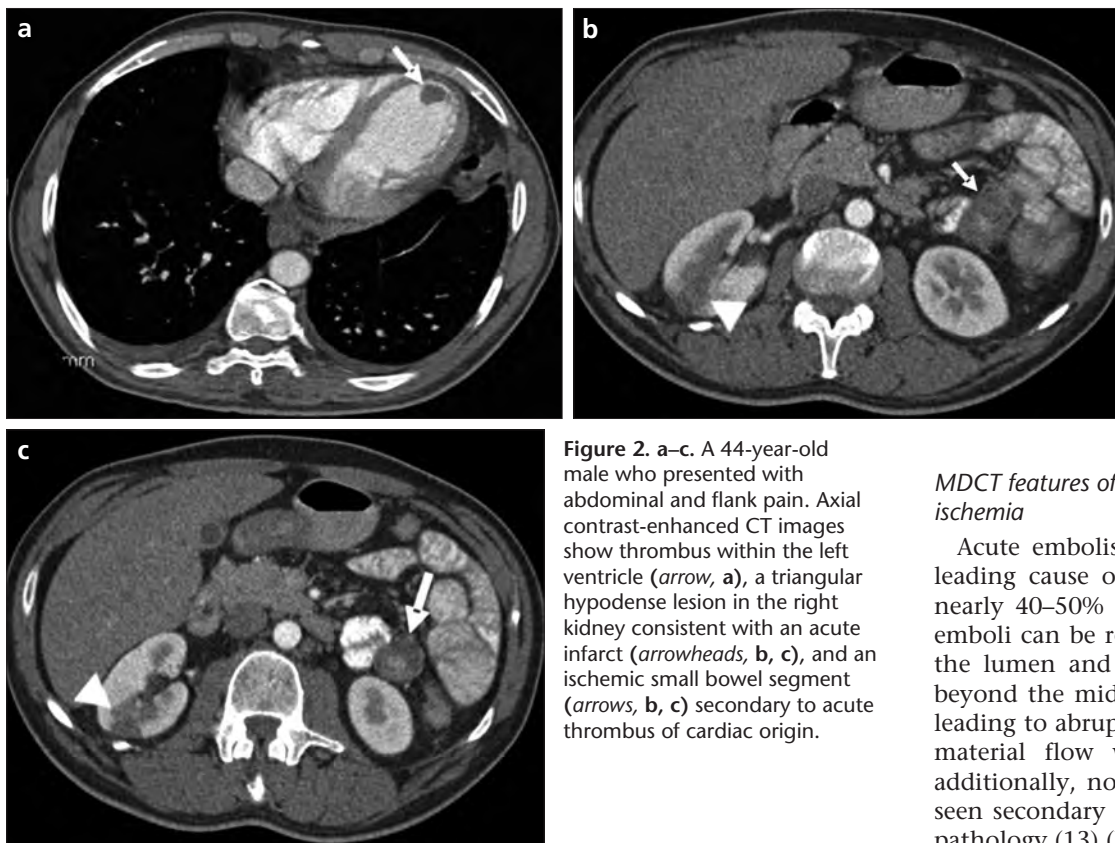 a
b
mm
c
Figure 2. a–c. A 44-year-old
male who presented with
abdominal and flank pain. Axial
contrast-enhanced CT images
show thrombus within the left
ventricle (arrow, a), a triangular
hypodense lesion in the right
kidney consistent with an acute
infarct (arrowheads, b, c), and an
ischemic small bowel segment
(arrows, b, c) secondary to acute
thrombus of cardiac origin.
MDCT features of
ischemia
Acute embolis
leading cause o
nearly 40–50%
emboli can be r
the lumen and
beyond the mid
leading to abrup
material flow v
additionally, no
seen secondary
pathology (13) (